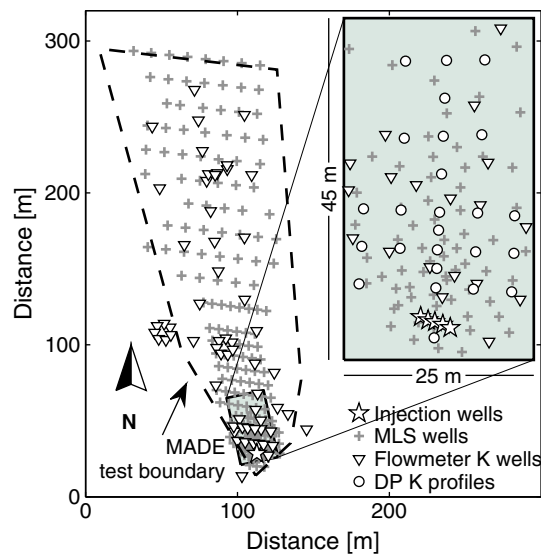 300
200
100
0
Distance [m]
0
100
200
Distance [m]
N
MADE
test boundary
45 m
25 m
Injection wells
MLS wells
Flowmeter K wells
DP K profiles